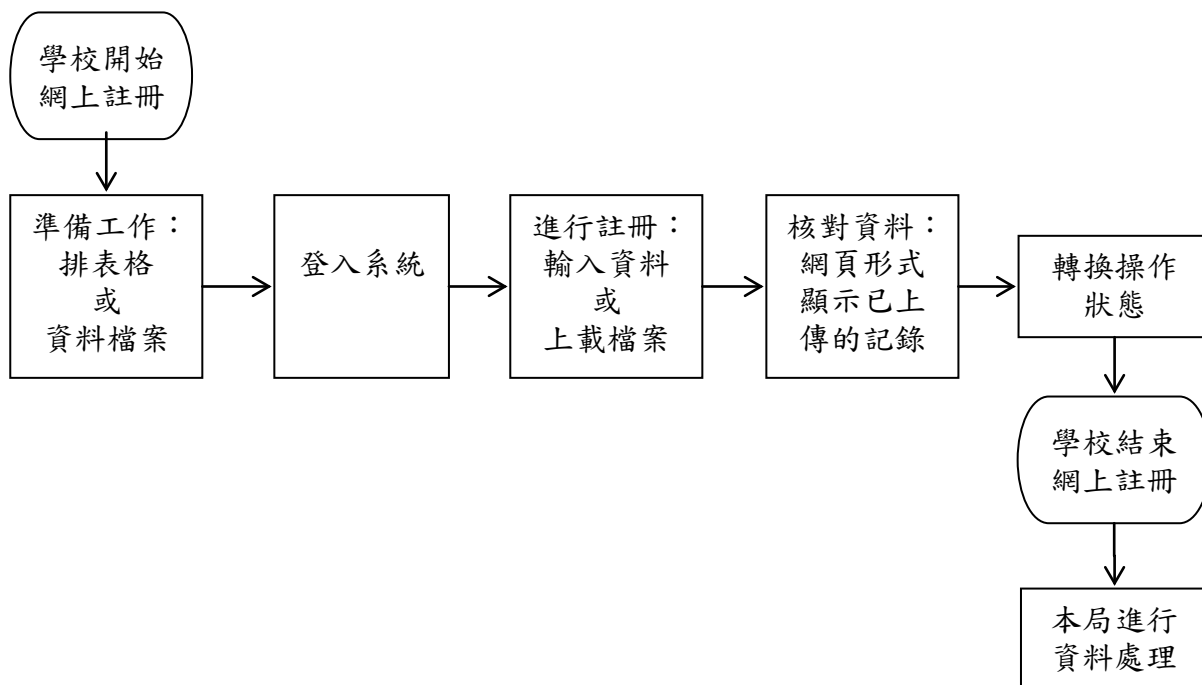 學校開始
網上註冊
準備工作：
排表格
或
資料檔案
登入系統
進行註冊：
輸入資料
或
上載檔案
核對資料：
網頁形式
顯示已上
傳的記錄
轉換操作
狀態
學校結束
網上註冊
本局進行
資料處理